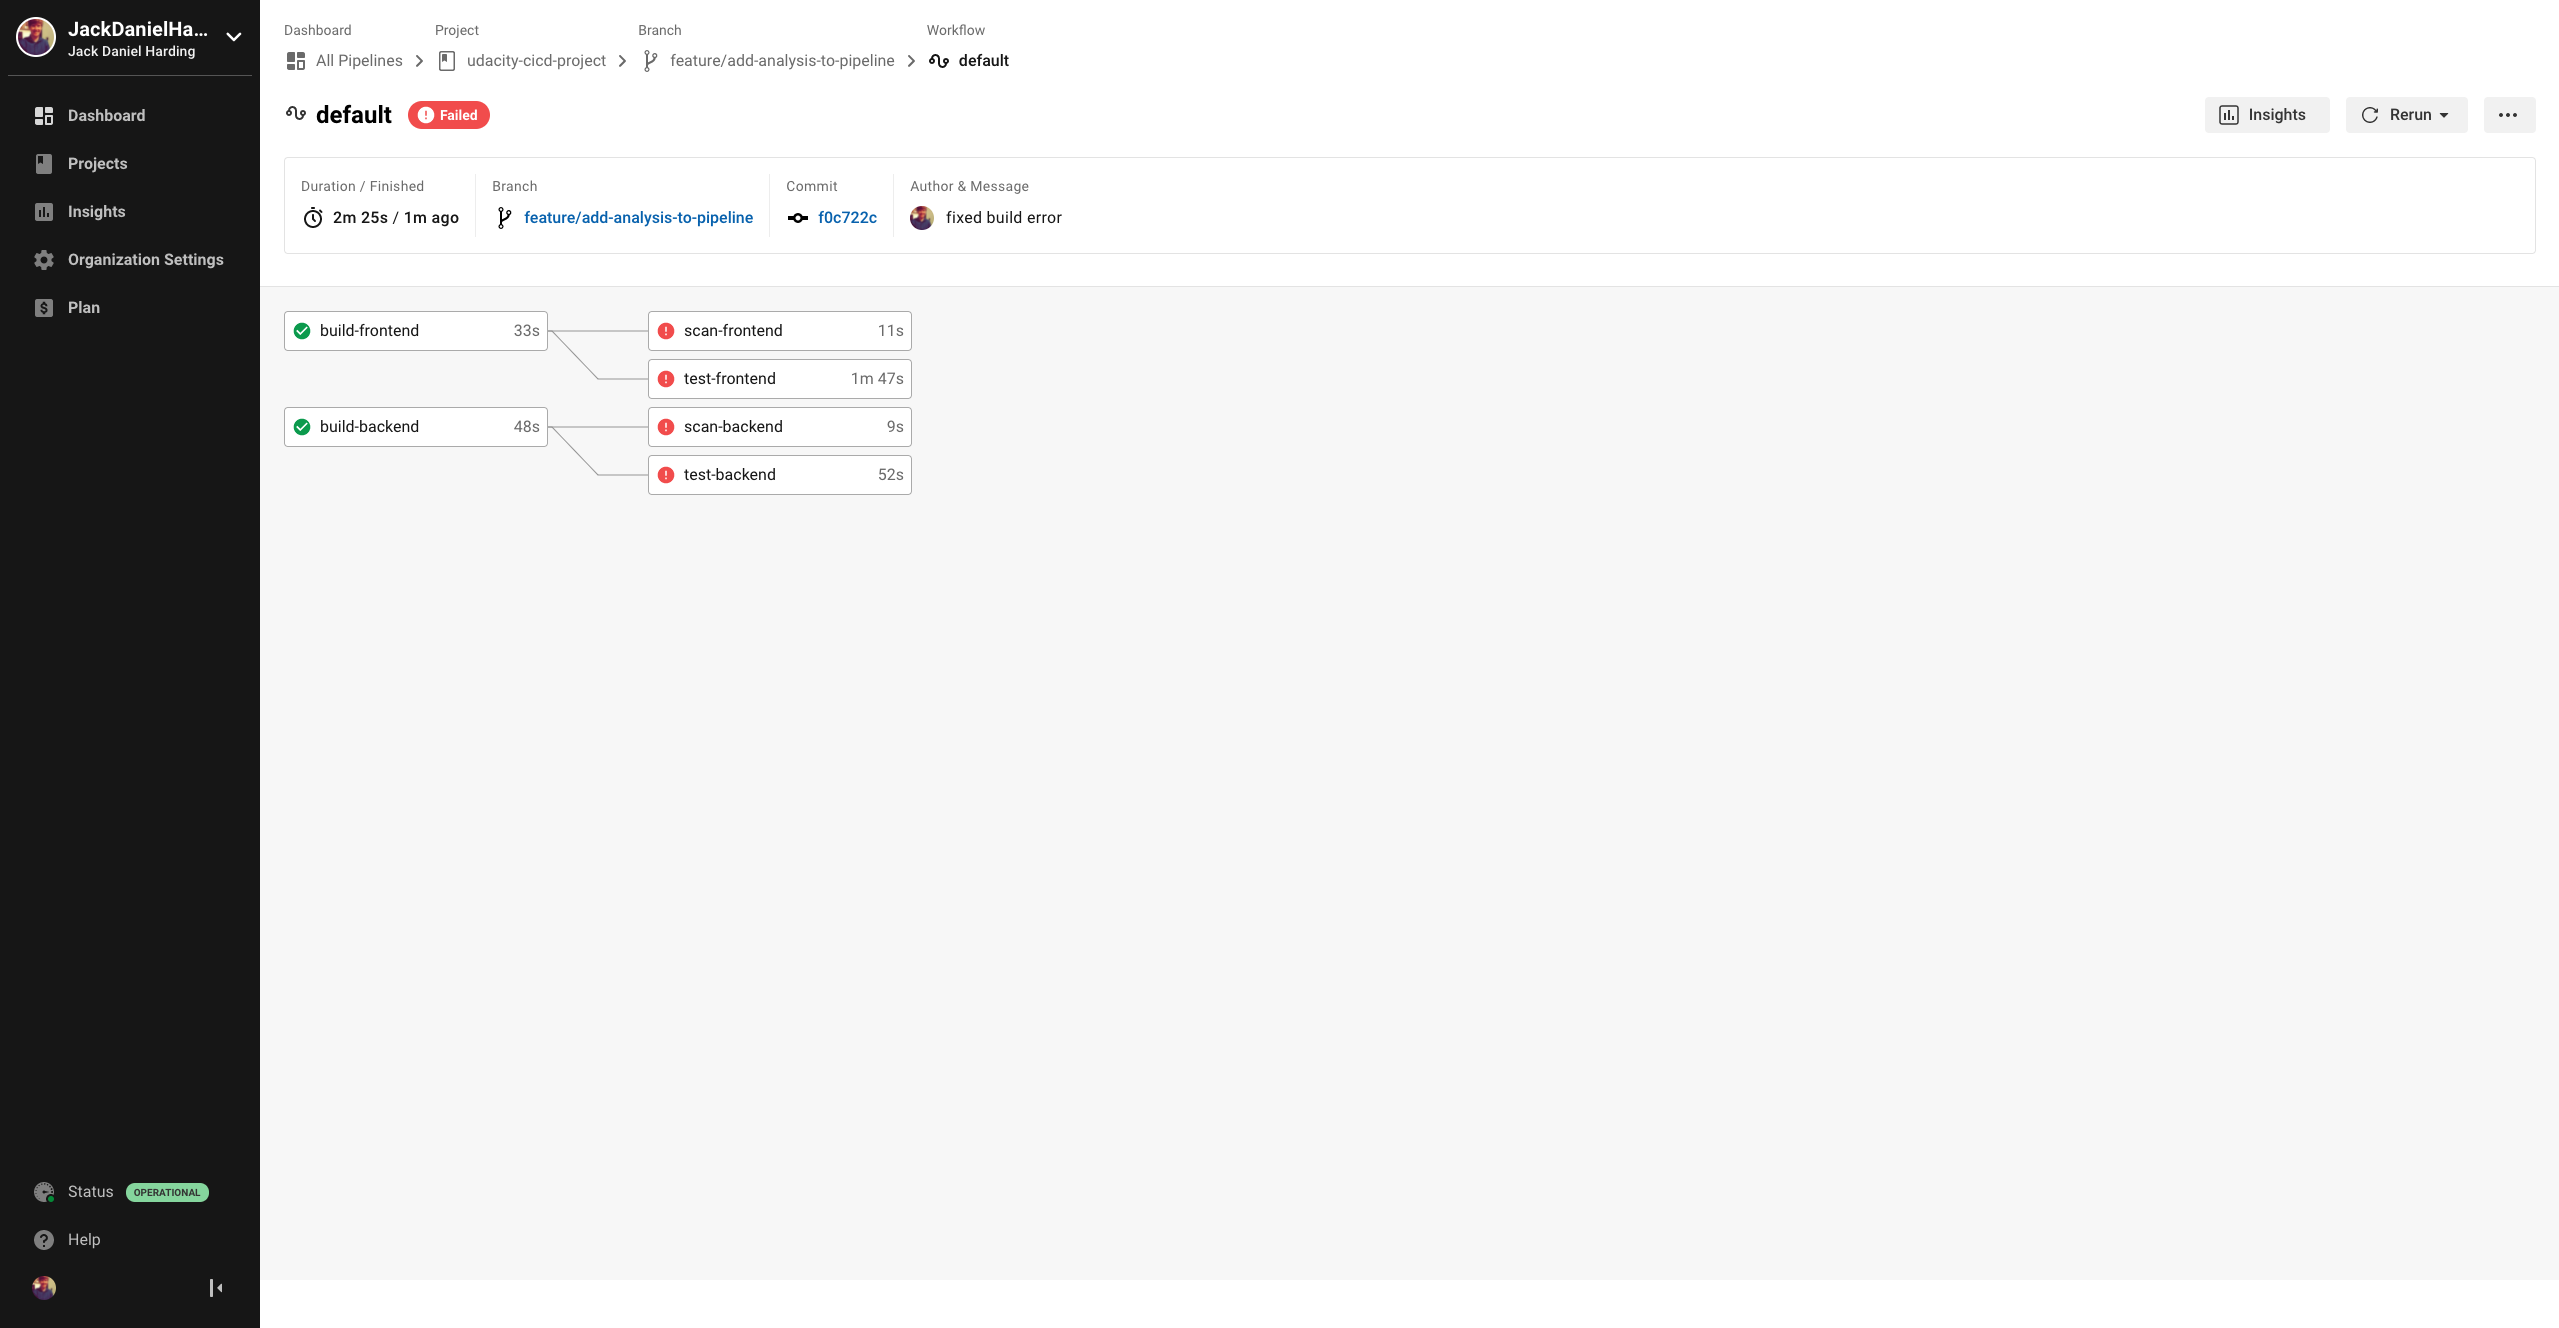 JackDanielHa...
Jack Daniel Harding
Dashboard
Projects
Insights
Organization Settings
Plan
Status OPERATIONAL
Help
Dashboard Project Branch Workflow
All Pipelines udacity-cicd-project feature/add-analysis-to-pipeline default
default Failed
Insights Rerun
Duration / Finished Branch Commit Author & Message
2m 25s / 1m ago feature/add-analysis-to-pipeline f0c722c fixed build error
build-frontend 33s scan-frontend 11s
test-frontend 1m 47s
build-backend 48s scan-backend 9s
test-backend 52s